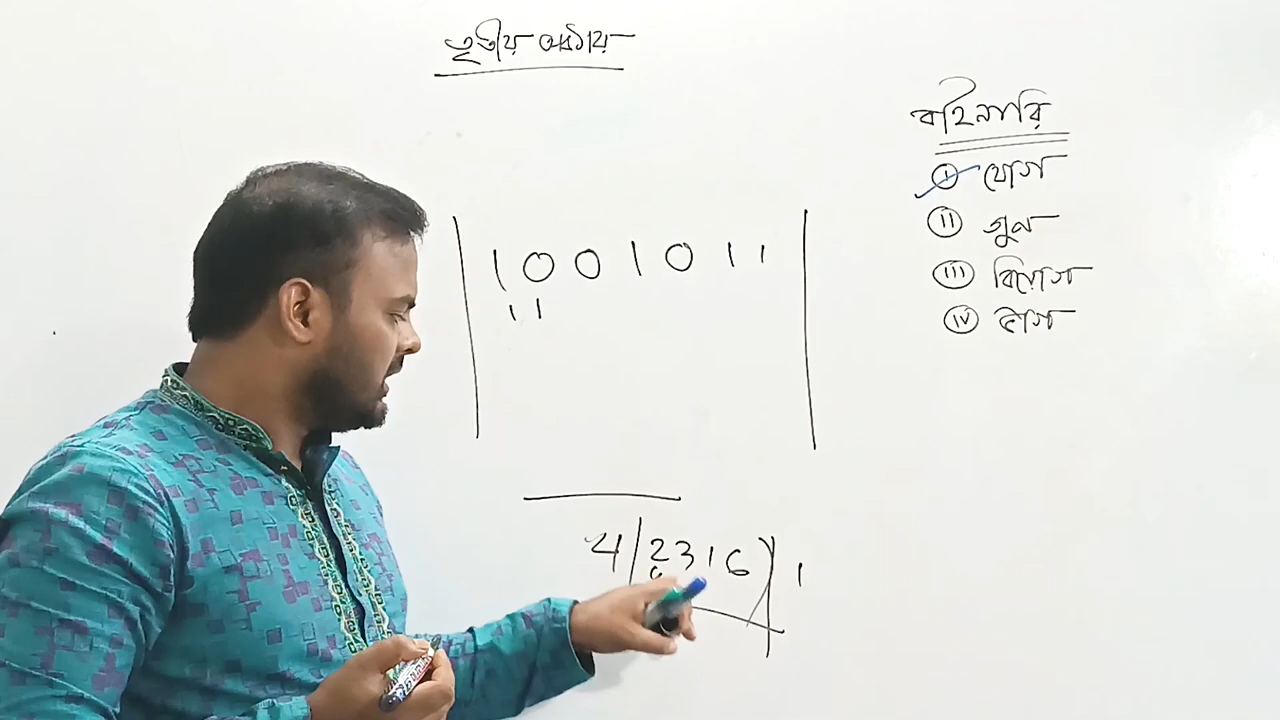 তৃতীয় অধ্যায়
বাইনারি
i যোগ
ii গুন
iii বিয়োগ
iv ভাগ
1001011
11
4 2316 1